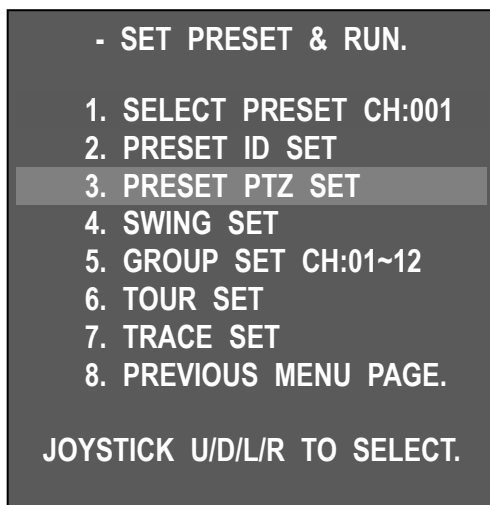 - SET PRESET & RUN.
1. SELECT PRESET CH:001
2. PRESET ID SET
3. PRESET PTZ SET
4. SWING SET
5. GROUP SET CH:01~12
6. TOUR SET
7. TRACE SET
8. PREVIOUS MENU PAGE.
JOYSTICK U/D/L/R TO SELECT.